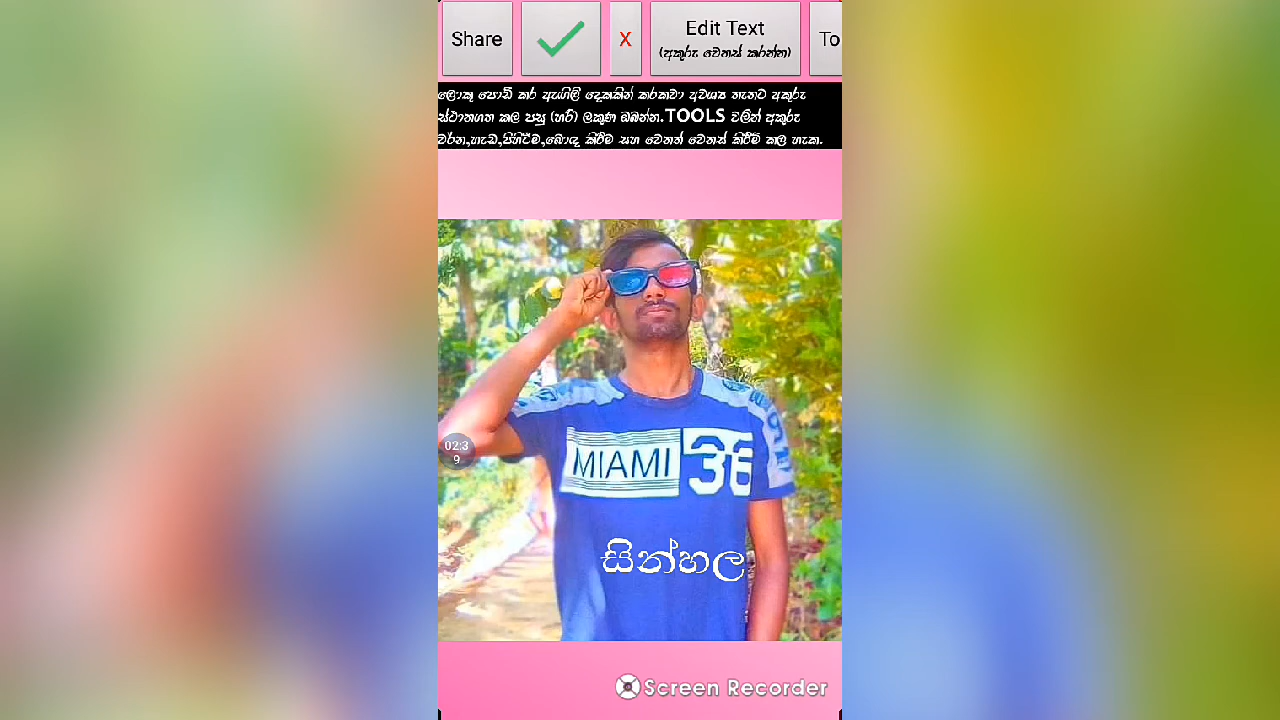 Share
X
Edit Text
(අකුරු වෙනස් කරන්න)
To
ලොකු පොඩි කර ඇඟිලි දෙකකින් කරකවා අවශ්‍ය තැනට අකුරු
ස්ථානගත කල පසු (හරි) ලකුණ ඔබන්න.TOOLS වලින් අකුරු
වර්න,හැඩ,පිහිටීම,බොඳ කිරීම සහ වෙනත් වෙනස් කිරීම් කල හැක.
MIAMI 36
සින්හල
02:3
9
Screen Recorder